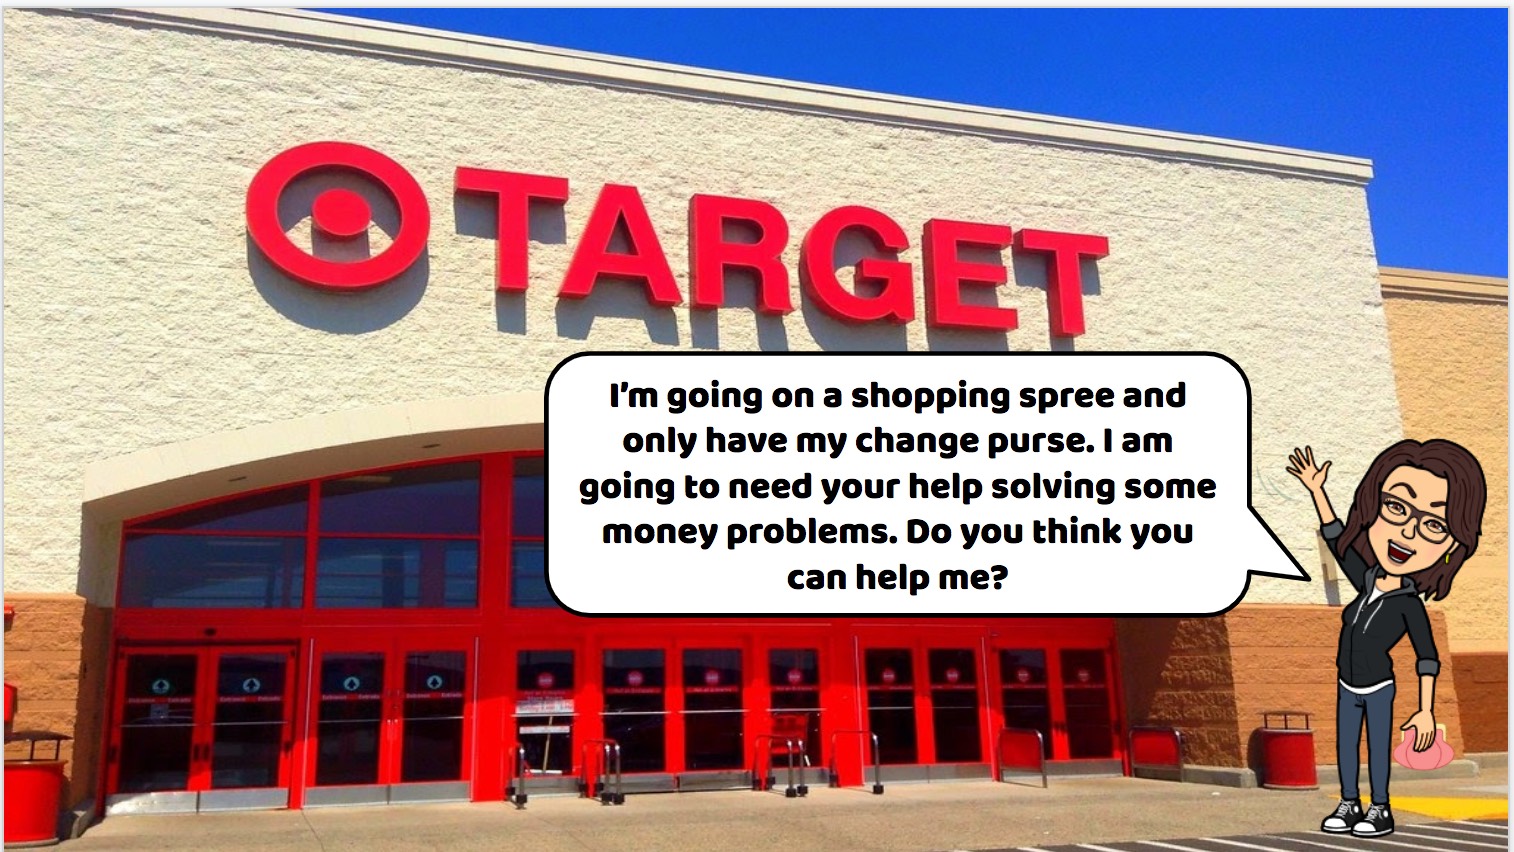 TARGET
I'm going on a shopping spree and
only have my change purse. I am
going to need your help solving some
money problems. Do you think you
can help me?